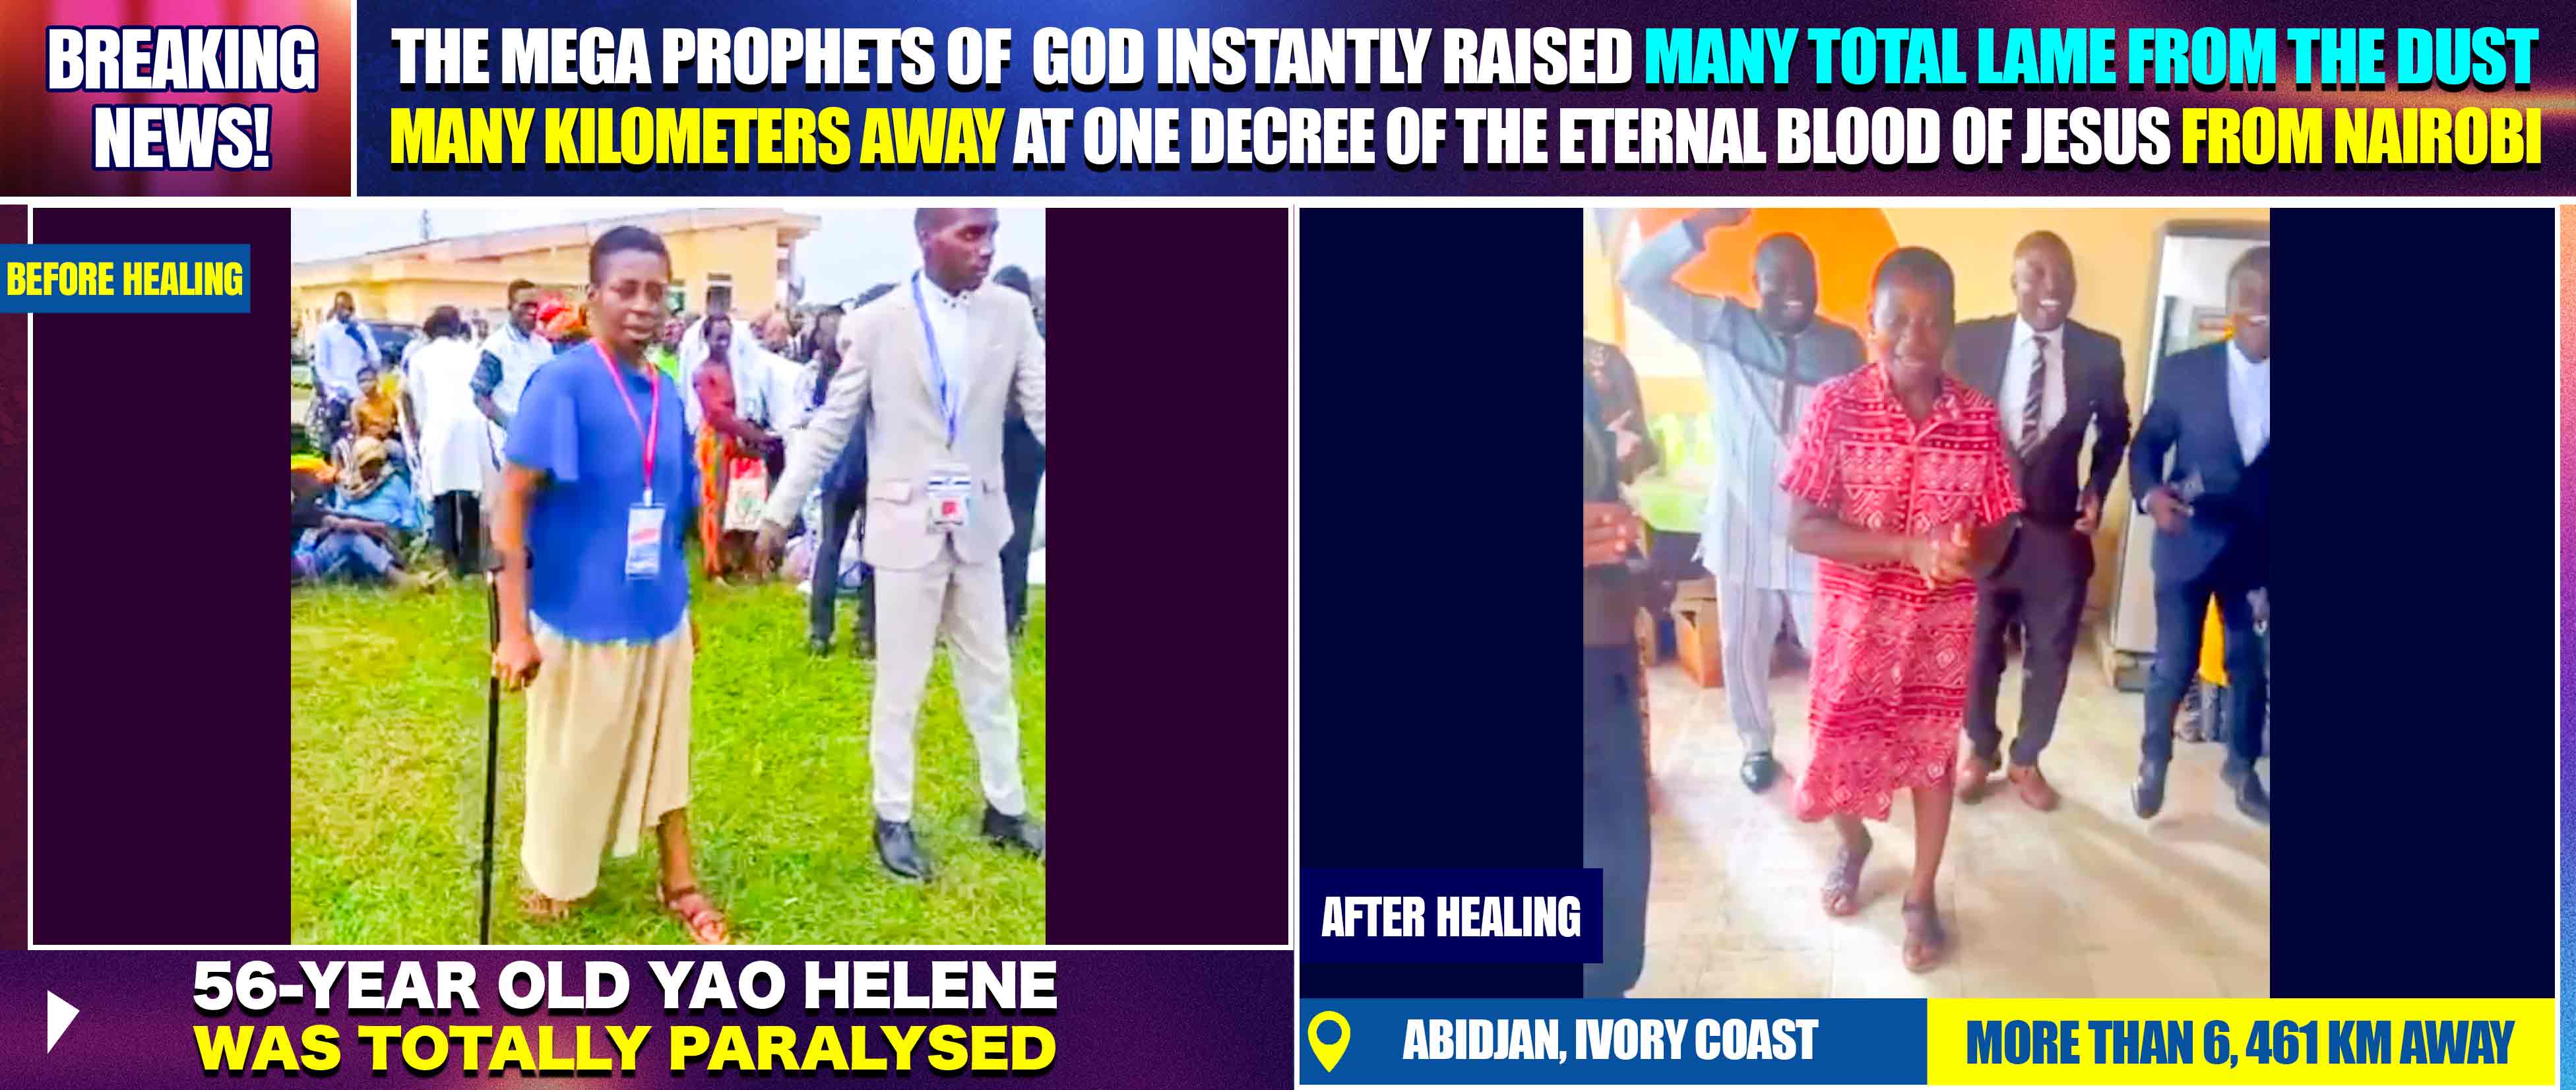 BREAKING
NEWS!
THE MEGA PROPHETS OF GOD INSTANTLY RAISED MANY TOTAL LAME FROM THE DUST
MANY KILOMETERS AWAY AT ONE DECREE OF THE ETERNAL BLOOD OF JESUS FROM NAIROBI
BEFORE HEALING
56-YEAR OLD YAO HELENE
WAS TOTALLY PARALYSED
AFTER HEALING
ABIDJAN, IVORY COAST
MORE THAN 6, 461 KM AWAY